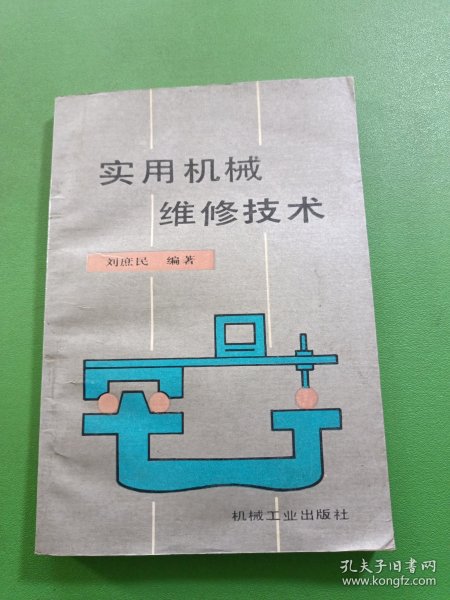 实用机械
维修技术
刘庶民 编著
机械工业出版社
孔夫子旧书网
www.kongfz.com